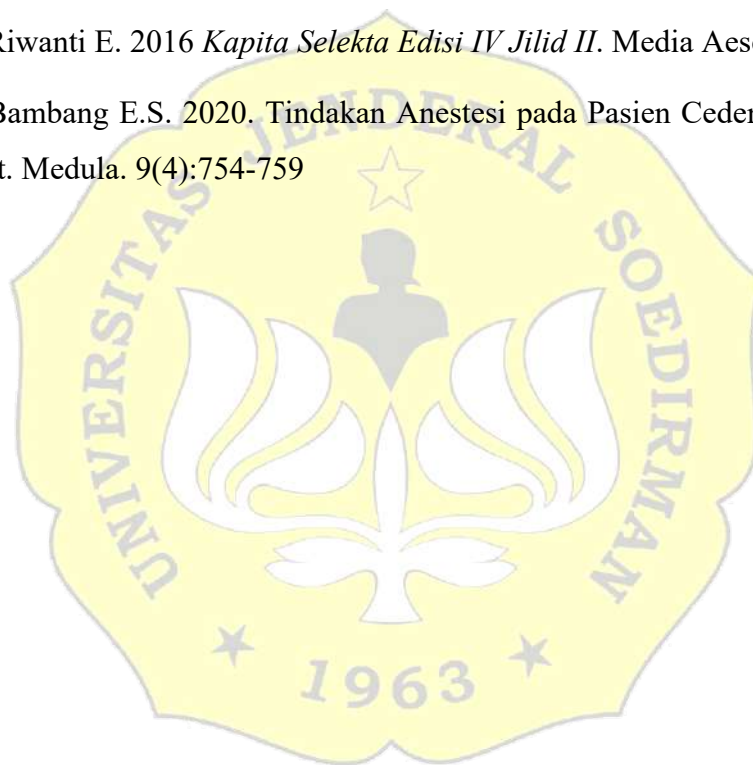 Riwanti E. 2016 Kapita Selekta Edisi IV Jilid II. Media Aes
Bambang E.S. 2020. Tindakan Anestesi pada Pasien Ceder
t. Medula. 9(4):754-759
UNIVERSITAS JENDERAL SOEDIRMAN
1963